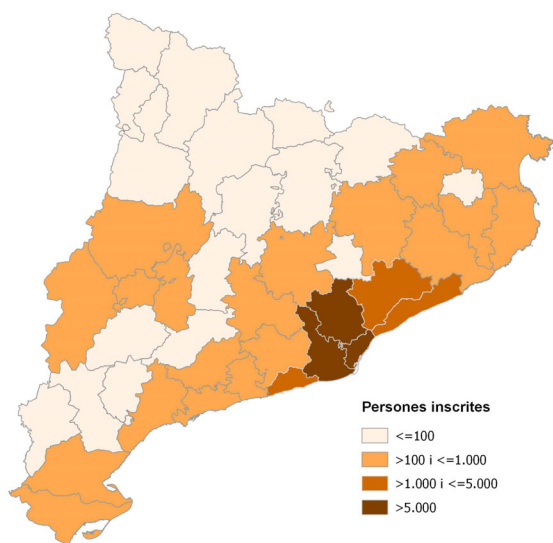 Persones inscrites
<=100
>100 i <=1.000
>1.000 i <=5.000
>5.000